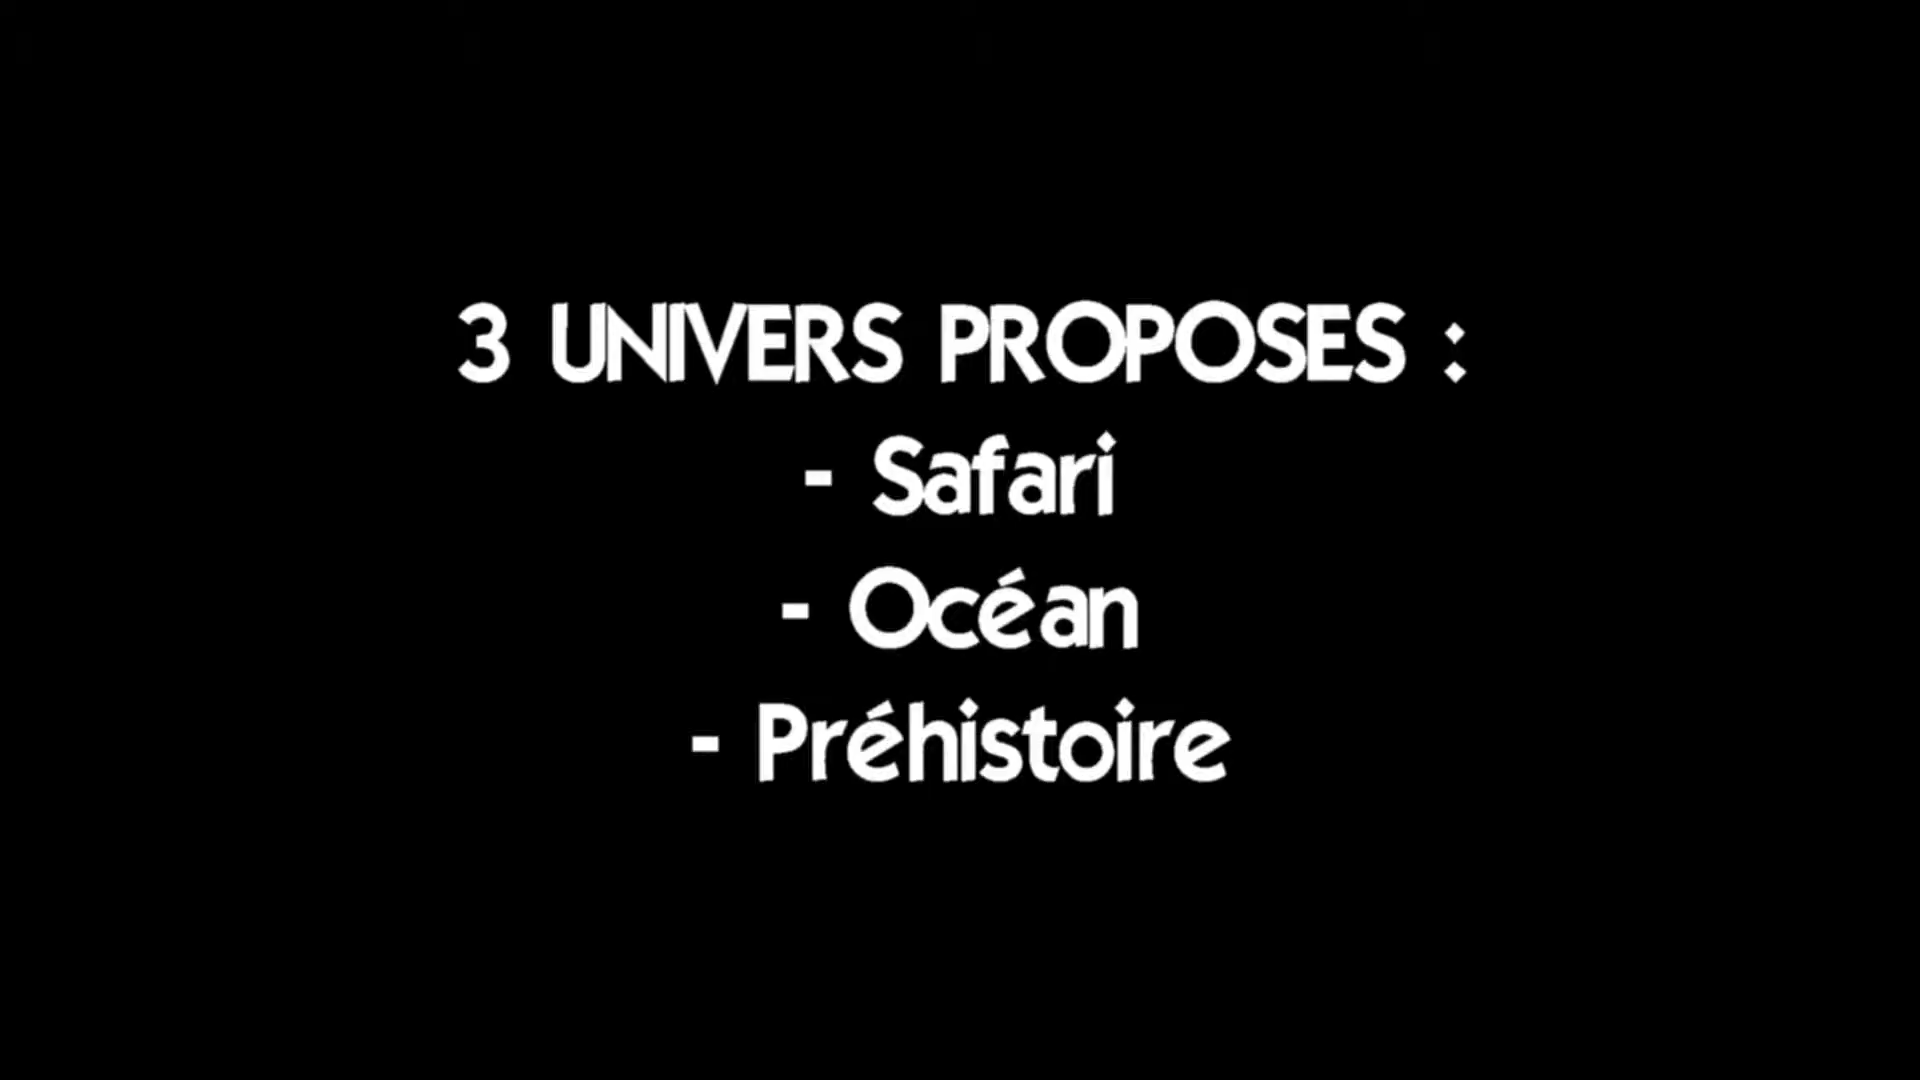 3 UNIVERS PROPOSES :
- Safari
- Océan
- Préhistoire